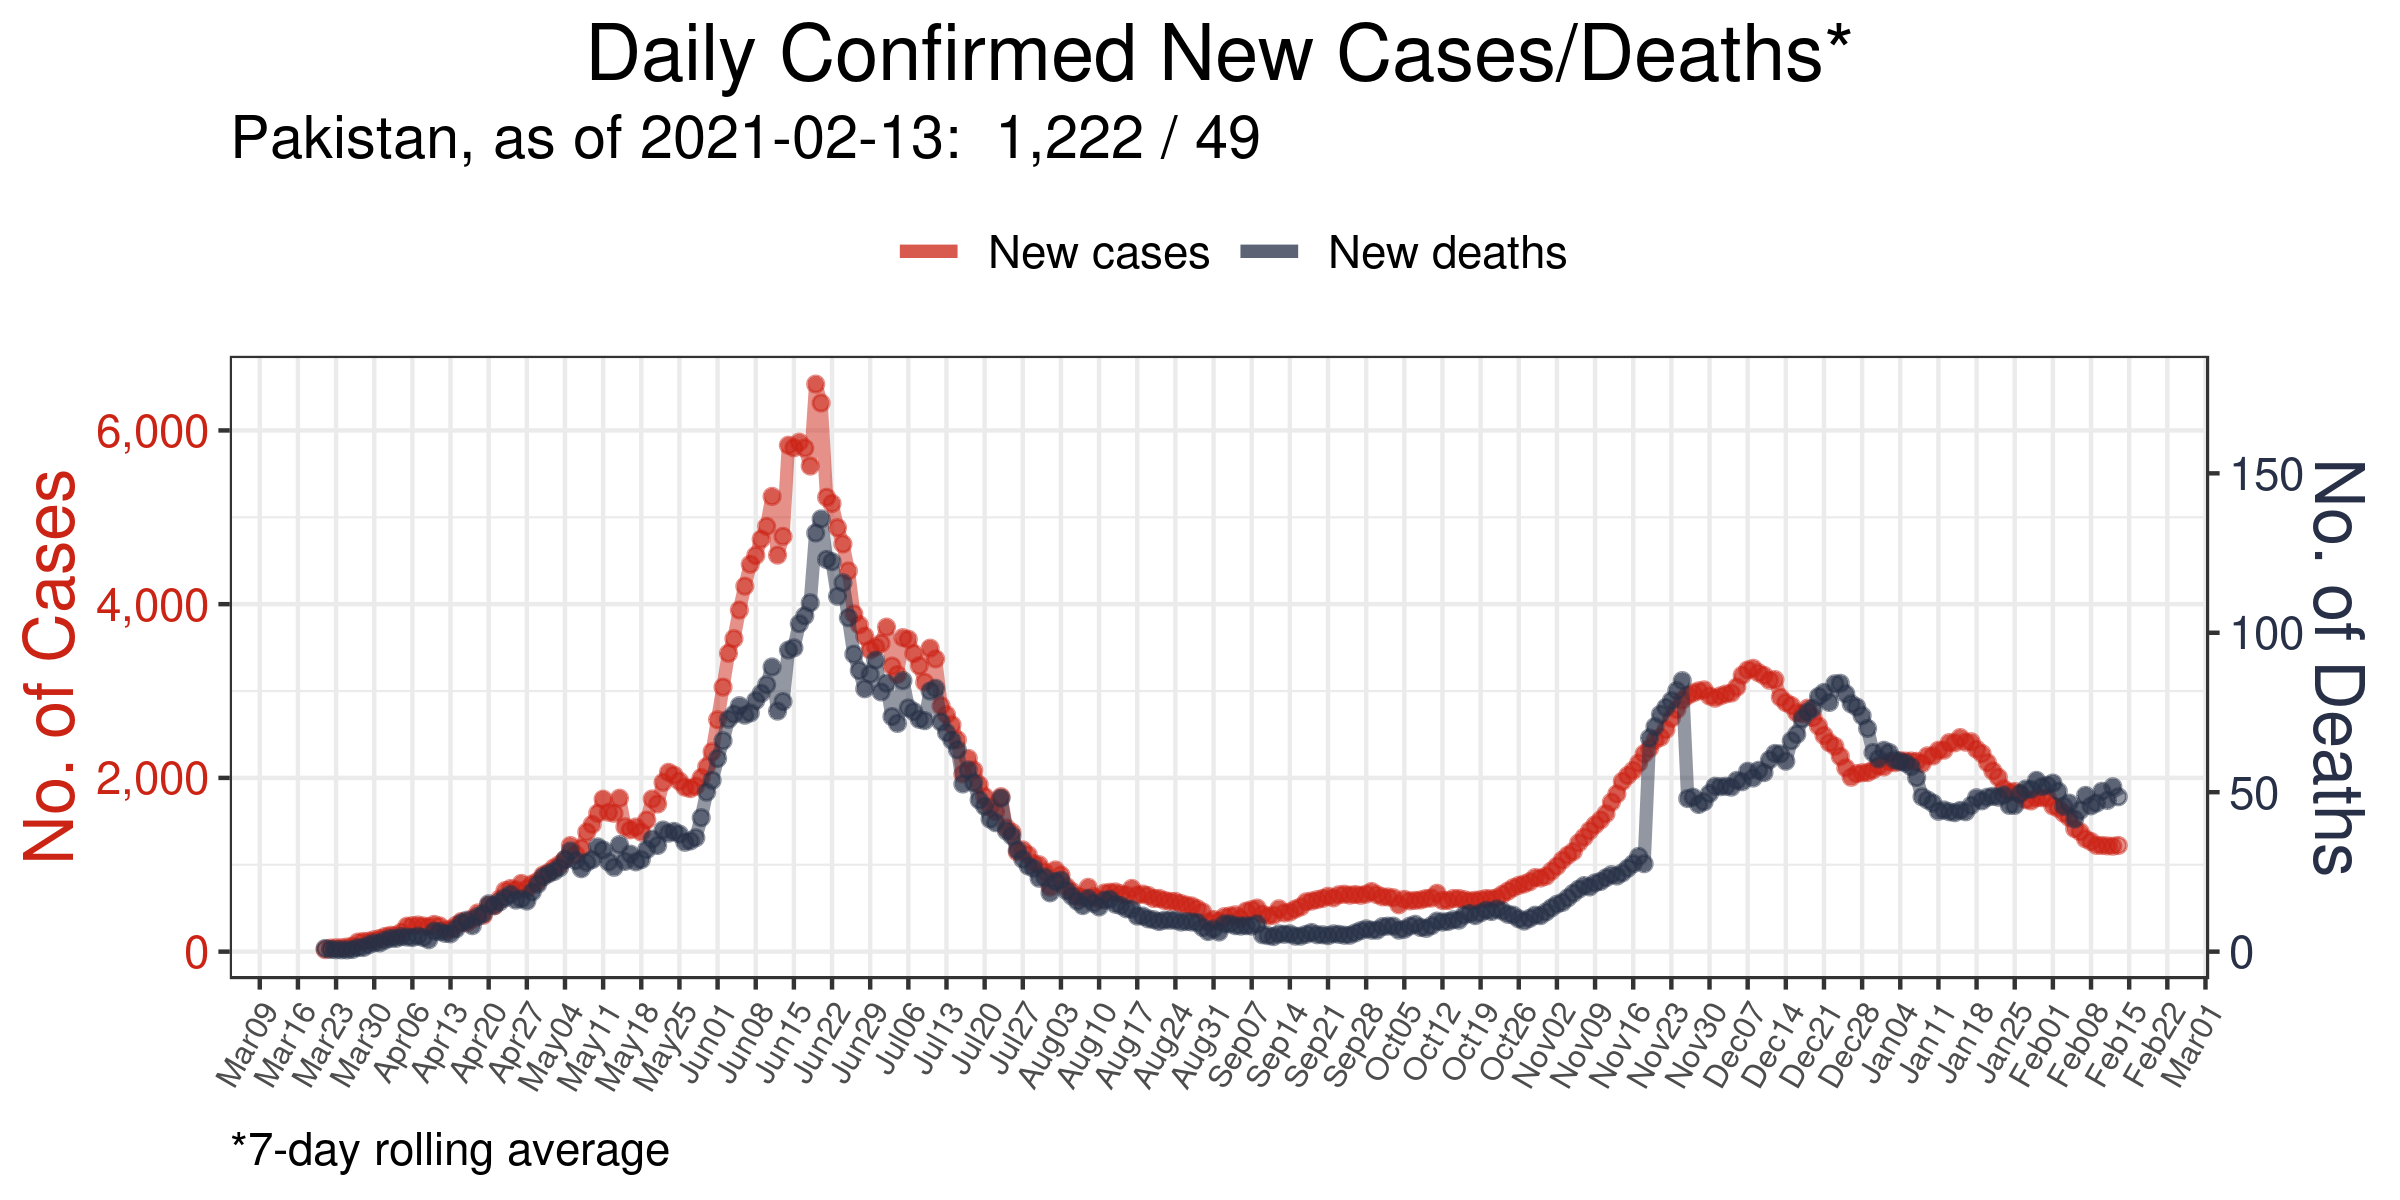 Daily Confirmed New Cases/Deaths*
Pakistan, as of 2021-02-13:  1,222 / 49
New cases
New deaths
No. of Cases
6,000
4,000
2,000
0
150
100
50
0
No. of Deaths
Mar09
Mar16
Mar23
Mar30
Apr06
Apr13
Apr20
Apr27
May04
May11
May18
May25
Jun01
Jun08
Jun15
Jun22
Jun29
Jul06
Jul13
Jul20
Jul27
Aug03
Aug10
Aug17
Aug24
Aug31
Sep07
Sep14
Sep21
Sep28
Oct05
Oct12
Oct19
Oct26
Nov02
Nov09
Nov16
Nov23
Nov30
Dec07
Dec14
Dec21
Dec28
Jan04
Jan11
Jan18
Jan25
Feb01
Feb08
Feb15
Feb22
Mar01
*7-day rolling average